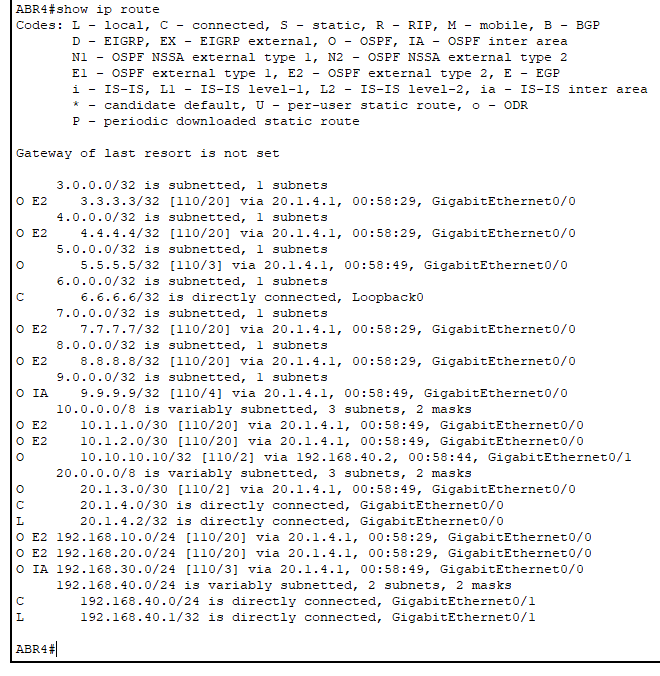 ABR4#show ip route
Codes: L - local, C - connected, S - static, R - RIP, M - mobile, B - BGP
       D - EIGRP, EX - EIGRP external, O - OSPF, IA - OSPF inter area
       N1 - OSPF NSSA external type 1, N2 - OSPF NSSA external type 2
       E1 - OSPF external type 1, E2 - OSPF external type 2, E - EGP
       i - IS-IS, L1 - IS-IS level-1, L2 - IS-IS level-2, ia - IS-IS inter area
       * - candidate default, U - per-user static route, o - ODR
       P - periodic downloaded static route

Gateway of last resort is not set

     3.0.0.0/32 is subnetted, 1 subnets
O E2    3.3.3.3/32 [110/20] via 20.1.4.1, 00:58:29, GigabitEthernet0/0
     4.0.0.0/32 is subnetted, 1 subnets
O E2    4.4.4.4/32 [110/20] via 20.1.4.1, 00:58:29, GigabitEthernet0/0
     5.0.0.0/32 is subnetted, 1 subnets
O       5.5.5.5/32 [110/3] via 20.1.4.1, 00:58:49, GigabitEthernet0/0
     6.0.0.0/32 is subnetted, 1 subnets
C       6.6.6.6/32 is directly connected, Loopback0
     7.0.0.0/32 is subnetted, 1 subnets
O E2    7.7.7.7/32 [110/20] via 20.1.4.1, 00:58:29, GigabitEthernet0/0
     8.0.0.0/32 is subnetted, 1 subnets
O E2    8.8.8.8/32 [110/20] via 20.1.4.1, 00:58:29, GigabitEthernet0/0
     9.0.0.0/32 is subnetted, 1 subnets
O IA    9.9.9.9/32 [110/4] via 20.1.4.1, 00:58:49, GigabitEthernet0/0
     10.0.0.0/8 is variably subnetted, 3 subnets, 2 masks
O E2    10.1.1.0/30 [110/20] via 20.1.4.1, 00:58:49, GigabitEthernet0/0
O E2    10.1.2.0/30 [110/20] via 20.1.4.1, 00:58:49, GigabitEthernet0/0
O       10.10.10.10/32 [110/2] via 192.168.40.2, 00:58:44, GigabitEthernet0/1
     20.0.0.0/8 is variably subnetted, 3 subnets, 2 masks
O       20.1.3.0/30 [110/2] via 20.1.4.1, 00:58:49, GigabitEthernet0/0
C       20.1.4.0/30 is directly connected, GigabitEthernet0/0
L       20.1.4.2/32 is directly connected, GigabitEthernet0/0
O E2 192.168.10.0/24 [110/20] via 20.1.4.1, 00:58:29, GigabitEthernet0/0
O E2 192.168.20.0/24 [110/20] via 20.1.4.1, 00:58:29, GigabitEthernet0/0
O IA 192.168.30.0/24 [110/3] via 20.1.4.1, 00:58:49, GigabitEthernet0/0
     192.168.40.0/24 is variably subnetted, 2 subnets, 2 masks
C       192.168.40.0/24 is directly connected, GigabitEthernet0/1
L       192.168.40.1/32 is directly connected, GigabitEthernet0/1

ABR4#